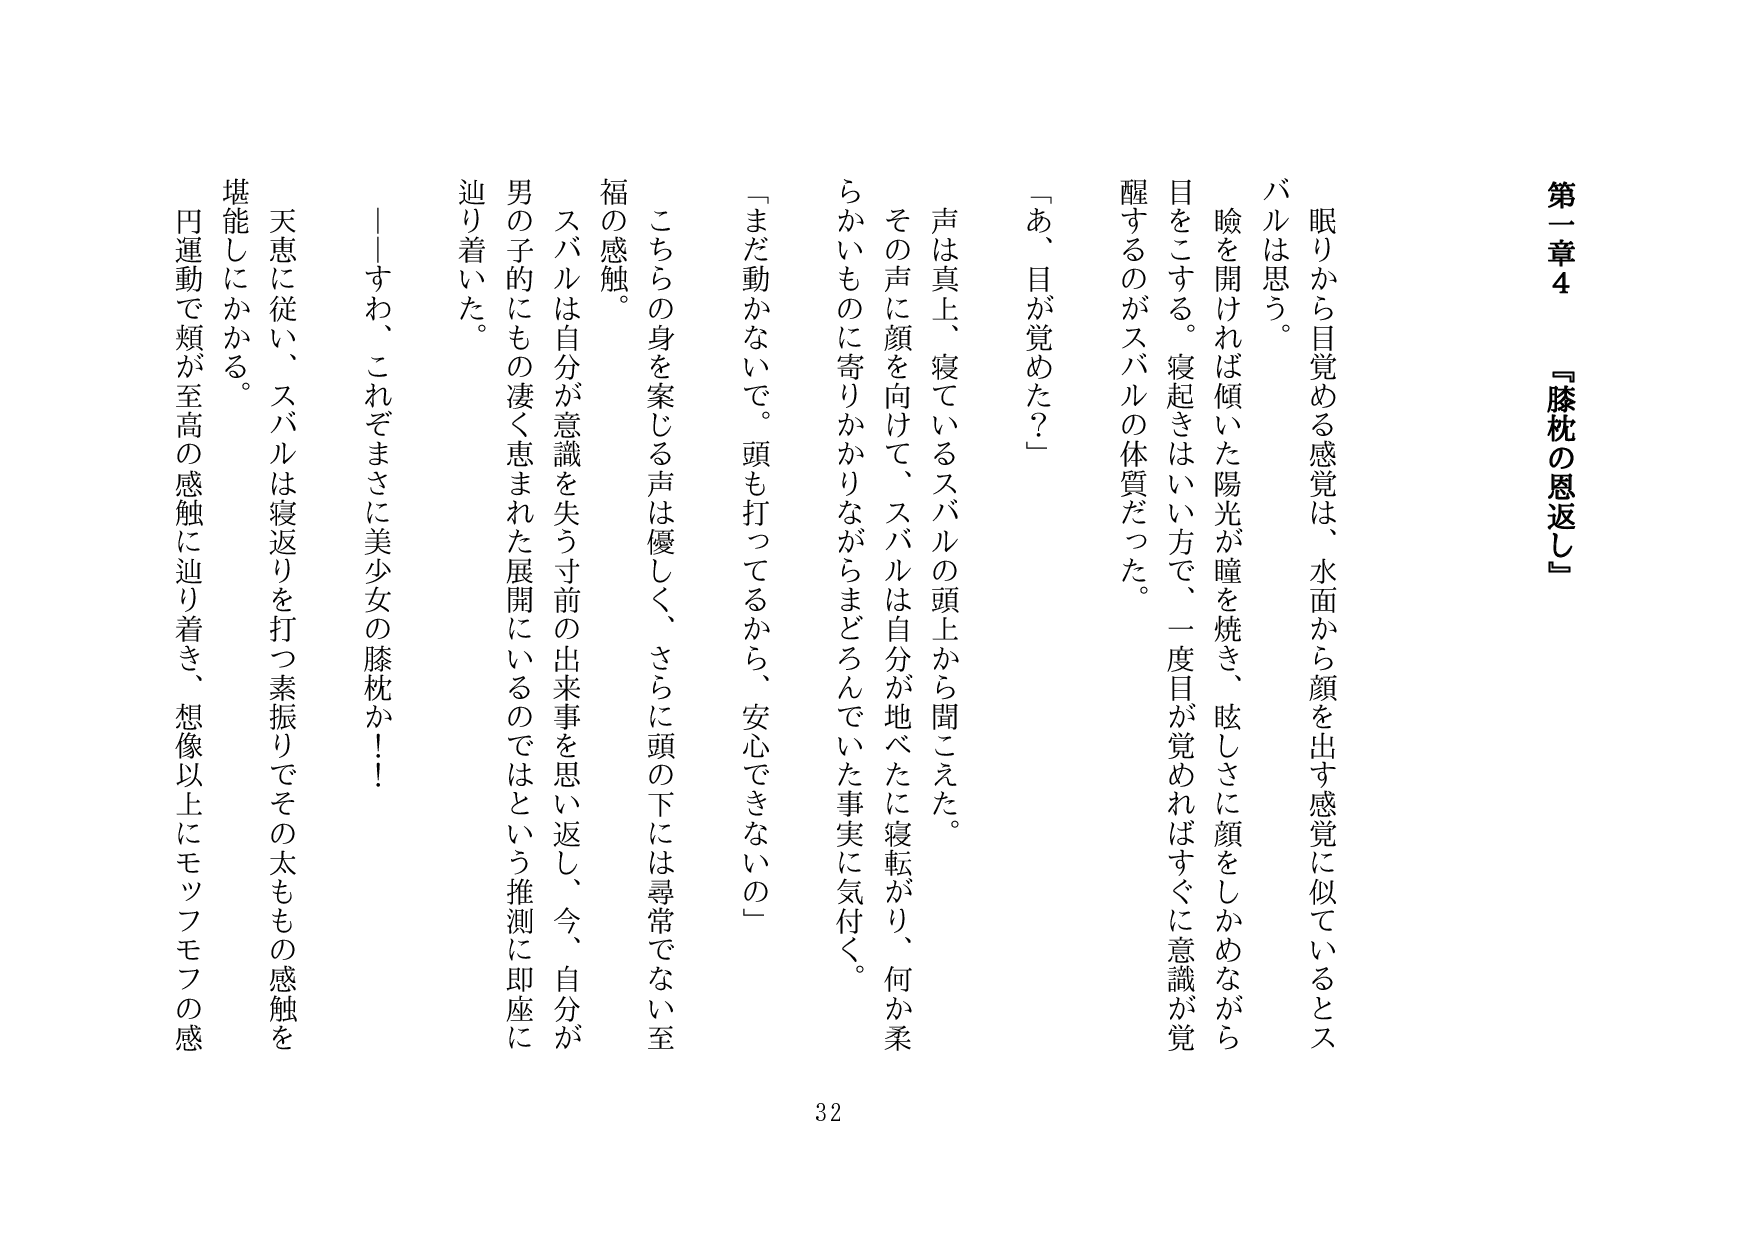 第一章４　　『膝枕の恩返し』
　眠りから目覚める感覚は、水面から顔を出す感覚に似ているとス
バルは思う。
　瞼を開ければ傾いた陽光が瞳を焼き、眩しさに顔をしかめながら
目をこする。寝起きはいい方で、一度目が覚めればすぐに意識が覚
醒するのがスバルの体質だった。
「あ、目が覚めた？」
　声は真上、寝ているスバルの頭上から聞こえた。
　その声に顔を向けて、スバルは自分が地べたに寝転がり、何か柔
らかいものに寄りかかりながらまどろんでいた事実に気付く。
「まだ動かないで。頭も打ってるから、安心できないの」
　こちらの身を案じる声は優しく、さらに頭の下には尋常でない至
福の感触。
　スバルは自分が意識を失う寸前の出来事を思い返し、今、自分が
男の子的にもの凄く恵まれた展開にいるのではという推測に即座に
辿り着いた。
　――すわ、これぞまさに美少女の膝枕か！！
　天恵に従い、スバルは寝返りを打つ素振りでその太ももの感触を
堪能しにかかる。
　円運動で頬が至高の感触に辿り着き、想像以上にモッフモフの感
32